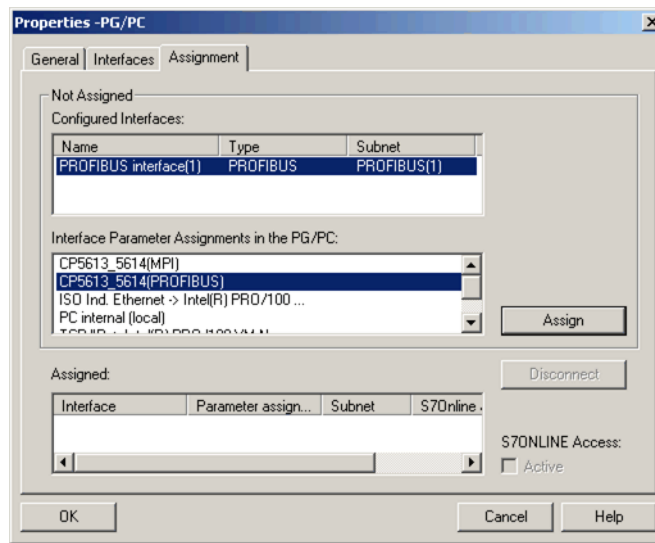 Properties -PG/PC
General Interfaces Assignment
Not Assigned
Configured Interfaces:
Name Type Subnet
PROFIBUS interface(1) PROFIBUS PROFIBUS(1)
Interface Parameter Assignments in the PG/PC:
CP5613_5614(MPI)
CP5613_5614(PROFIBUS)
ISO Ind. Ethernet -> Intel(R) PRO/100 ...
PC internal (local)
Assign
Assigned:
Disconnect
Interface Parameter assign... Subnet S7Online
S7ONLINE Access:
Active
OK Cancel Help